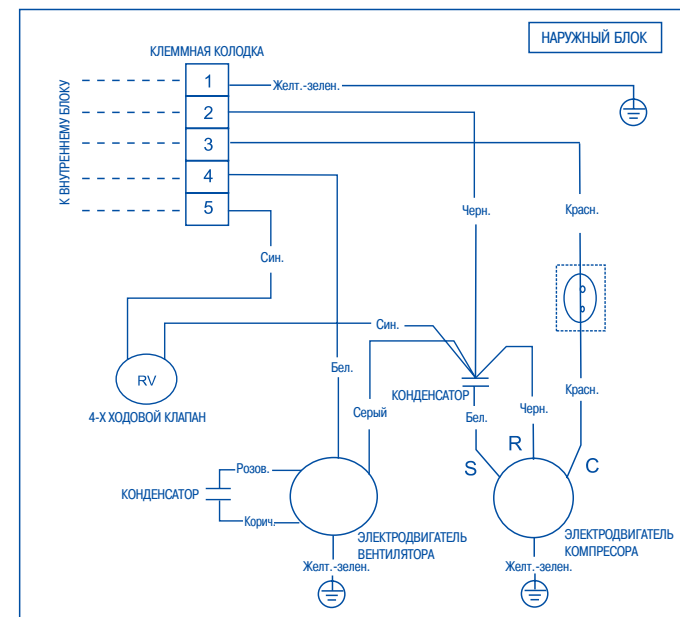 НАРУЖНЫЙ БЛОК
КЛЕММНАЯ КОЛОДКА
К ВНУТРЕННЕМУ БЛОКУ
1
Желт.-зелен.
2
3
4
5
Черн.
Красн.
Син.
Син.
RV
4-Х ХОДОВОЙ КЛАПАН
Бел.
Серый
КОНДЕНСАТОР
Бел.
Черн.
Красн.
S
R
C
Розов.
КОНДЕНСАТОР
Корич.
ЭЛЕКТРОДВИГАТЕЛЬ
ВЕНТИЛЯТОРА
ЭЛЕКТРОДВИГАТЕЛЬ
КОМПРЕСОРА
Желт.-зелен.
Желт.-зелен.